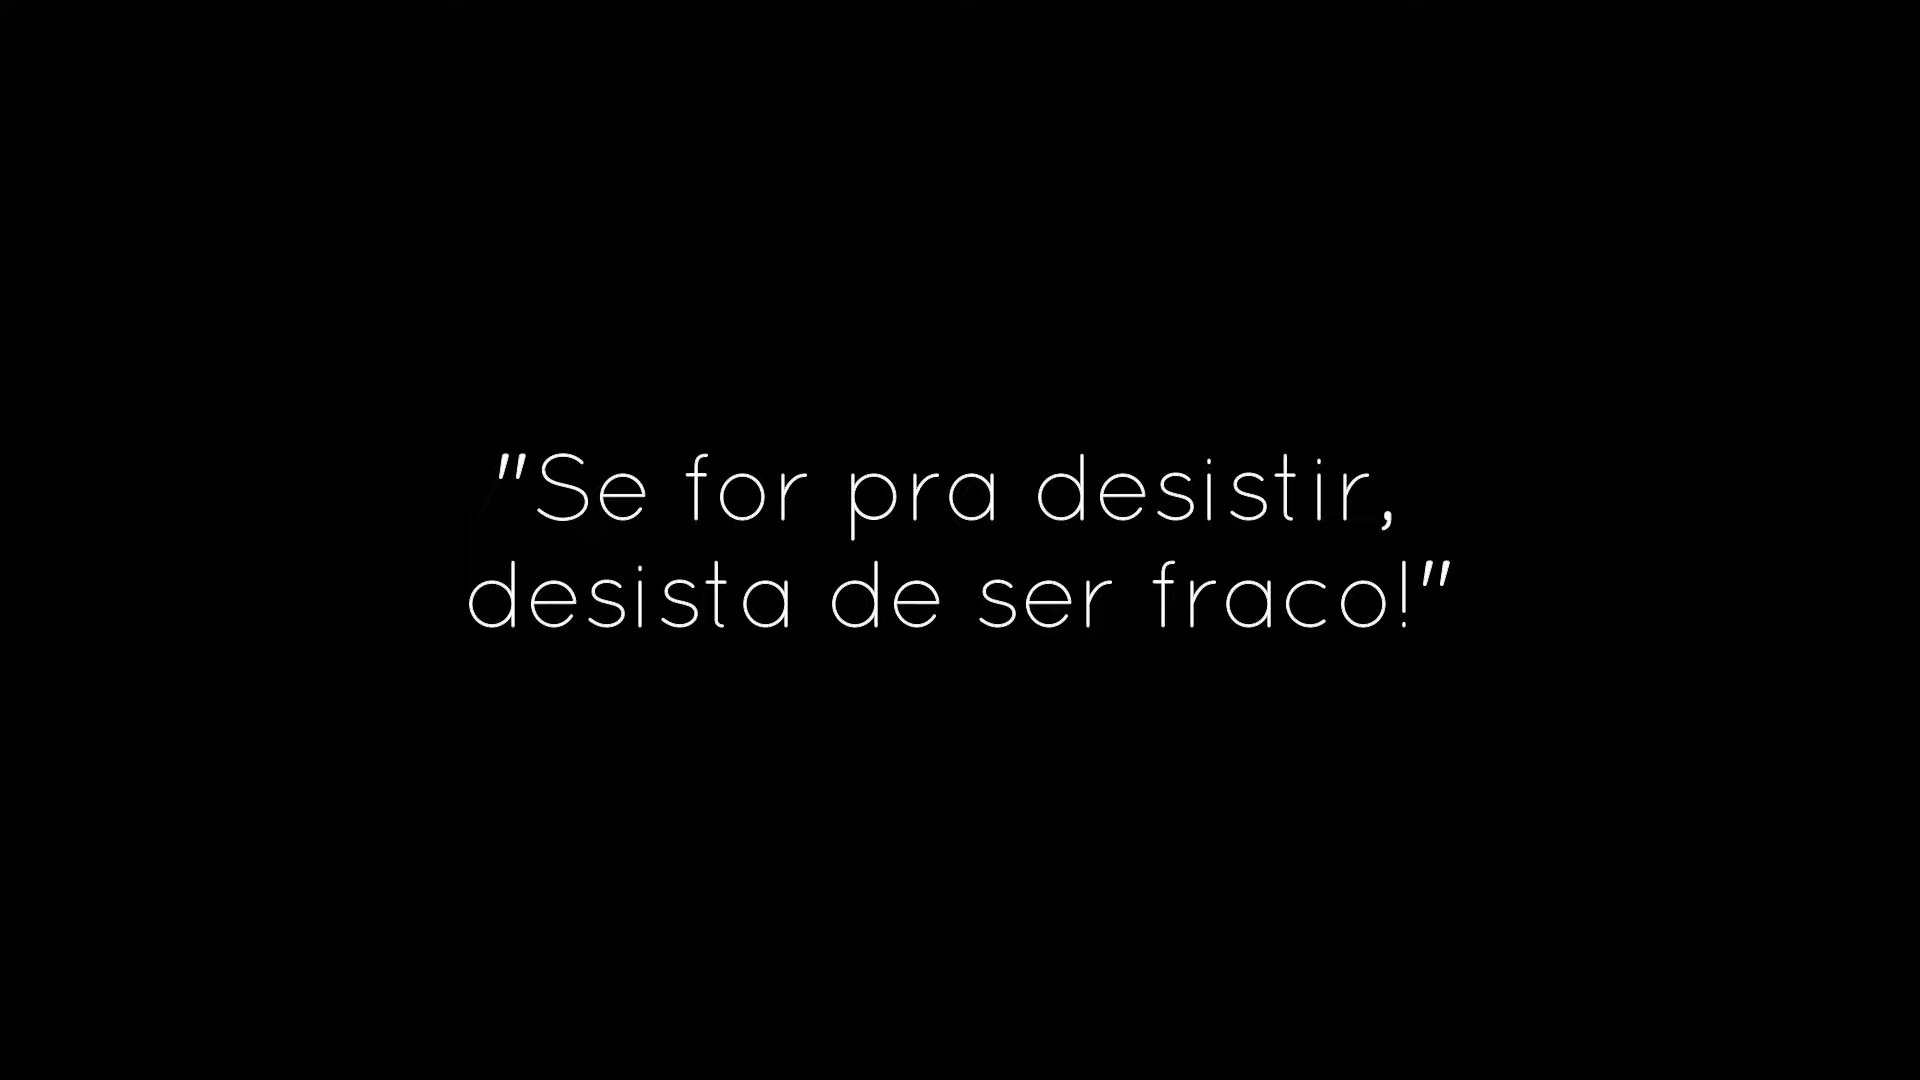 "Se for pra desistir,
desista de ser fraco!"